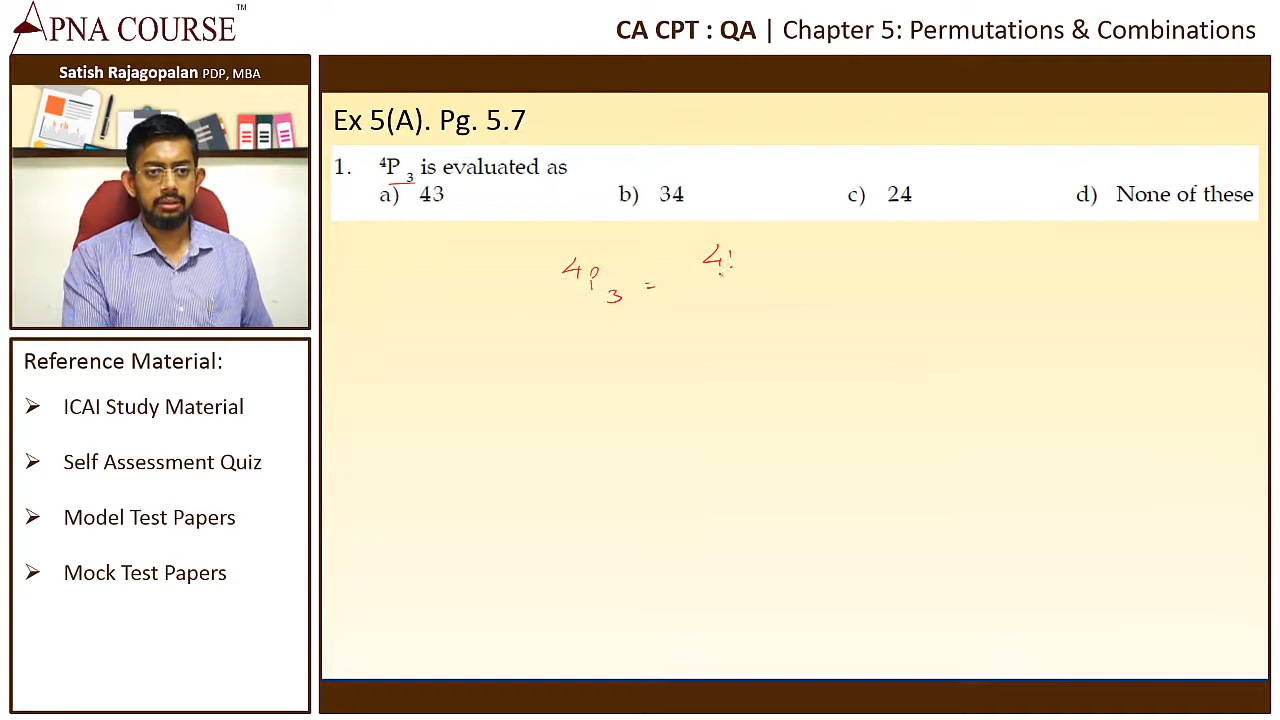 APNA COURSE™
CA CPT : QA | Chapter 5: Permutations & Combinations
Satish Rajagopalan PDP, MBA
Ex 5(A). Pg. 5.7
1. ⁴P ₃ is evaluated as
a) 43 b) 34 c) 24 d) None of these
4P₃ = 4!
Reference Material:
➢ ICAI Study Material
➢ Self Assessment Quiz
➢ Model Test Papers
➢ Mock Test Papers